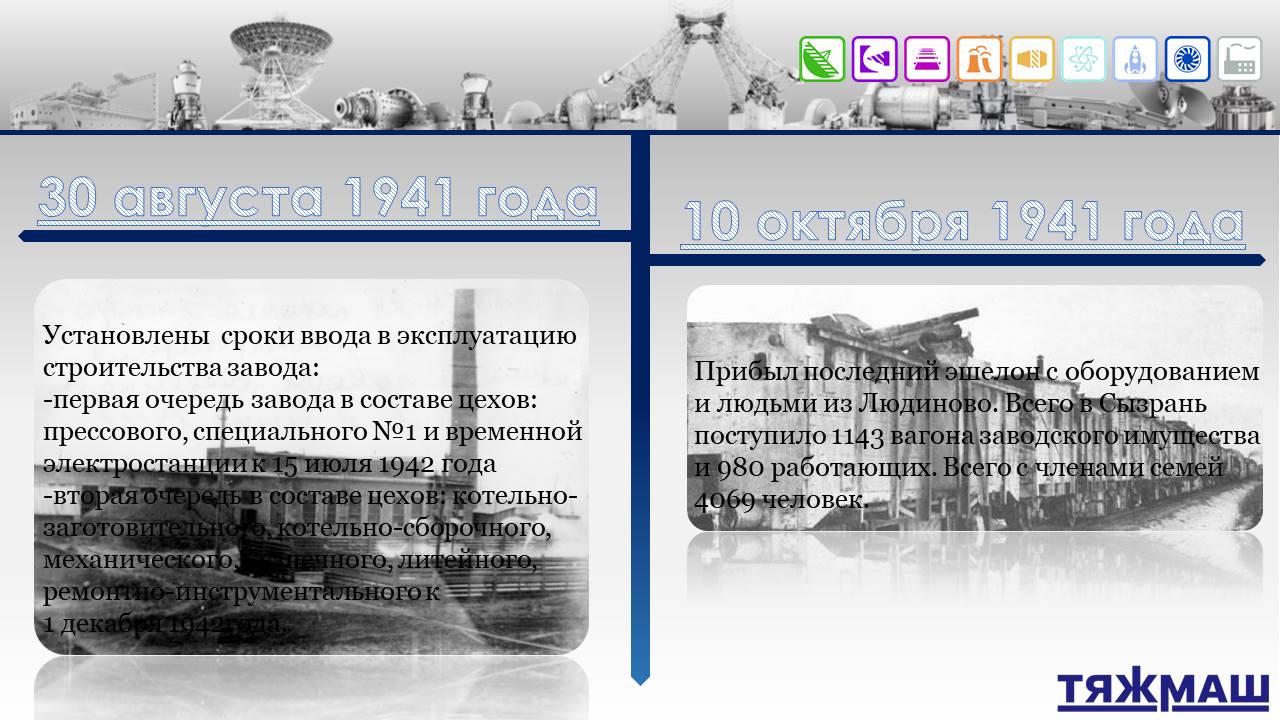 30 августа 1941 года
Установлены сроки ввода в эксплуатацию
строительства завода:
-первая очередь завода в составе цехов:
прессового, специального №1 и временной
электростанции к 15 июля 1942 года
-вторая очередь в составе цехов: котельно-
заготовительного, котельно-сборочного,
механического, кузнечного, литейного,
ремонтно-инструментального к
1 декабря 1942года.
10 октября 1941 года
Прибыл последний эшелон с оборудованием
и людьми из Людиново. Всего в Сызрань
поступило 1143 вагона заводского имущества
и 980 работающих. Всего с членами семей
4069 человек.
ТЯЖМАШ